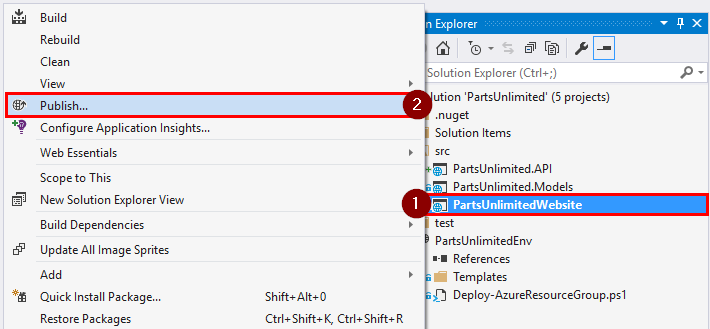 Build
Rebuild
Clean
View
Publish...
2
Configure Application Insights...
Web Essentials
Scope to This
New Solution Explorer View
Build Dependencies
Update All Image Sprites
Add
Quick Install Package... Shift+Alt+0
Restore Packages Ctrl+Shift+K, Ctrl+Shift+R
Explorer
Solution Explorer (Ctrl+;)
'PartsUnlimited' (5 projects)
.nuget
Solution Items
src
PartsUnlimited.API
PartsUnlimited.Models
1
PartsUnlimitedWebsite
test
PartsUnlimitedEnv
References
Templates
Deploy-AzureResourceGroup.ps1